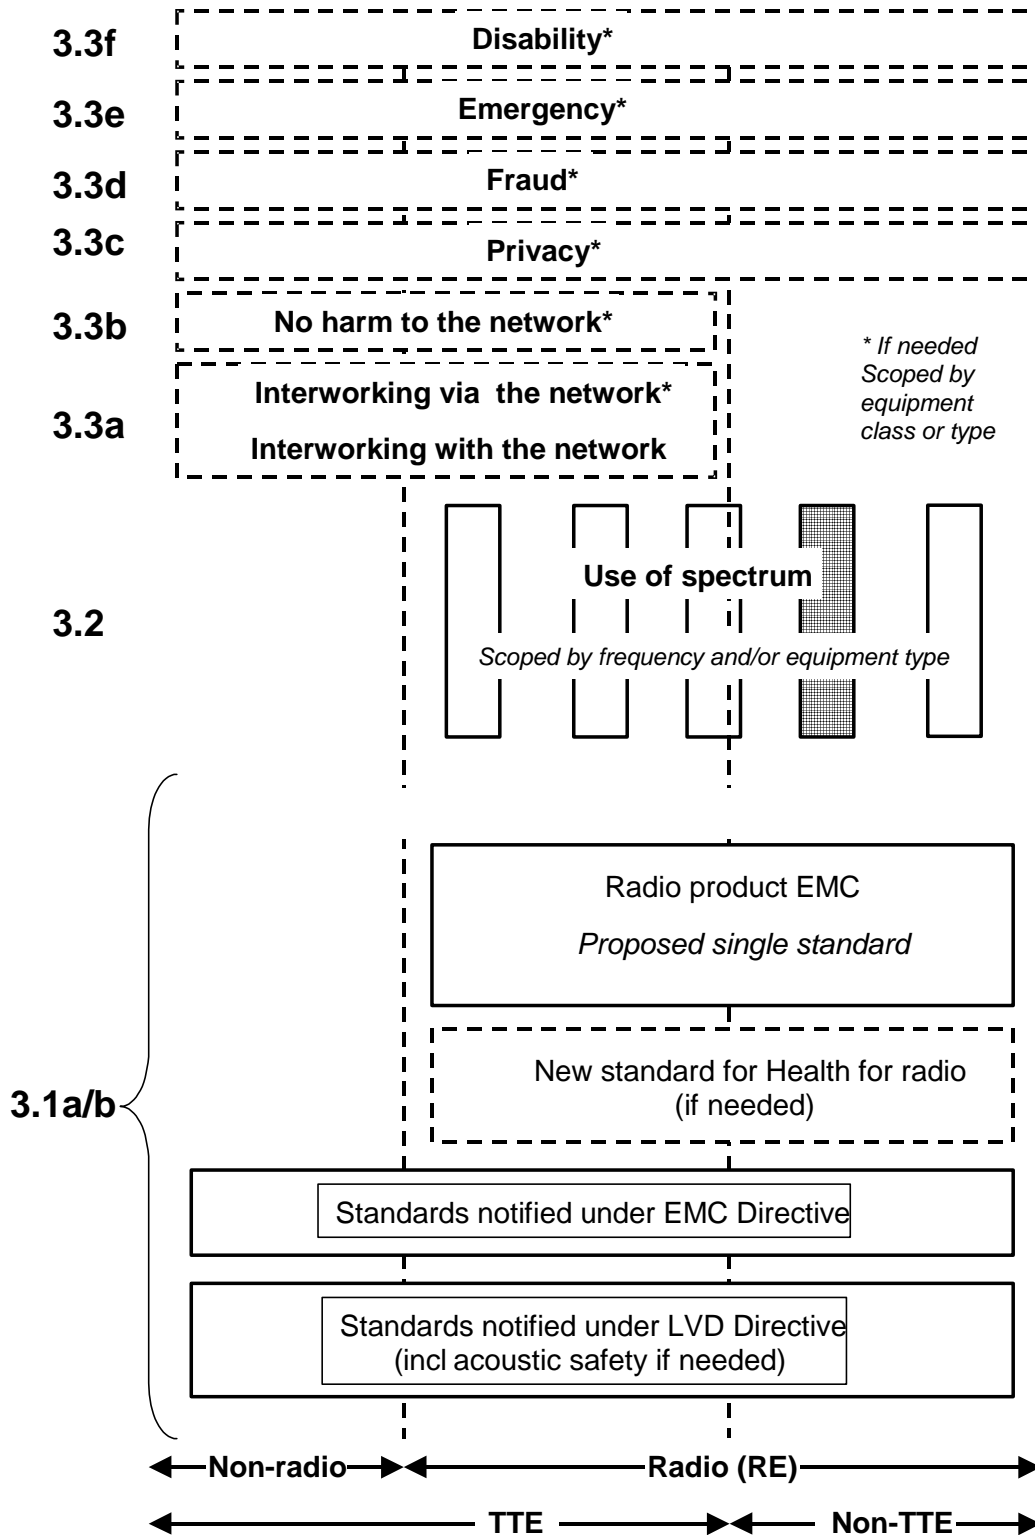 3.3f
Disability*
3.3e
Emergency*
3.3d
Fraud*
3.3c
Privacy*
3.3b
No harm to the network*
3.3a
Interworking via the network*
Interworking with the network
* If needed
Scoped by
equipment
class or type
3.2
Use of spectrum
Scoped by frequency and/or equipment type
3.1a/b
Radio product EMC
Proposed single standard
New standard for Health for radio
(if needed)
Standards notified under EMC Directive
Standards notified under LVD Directive
(incl acoustic safety if needed)
Non-radio
Radio (RE)
TTE
Non-TTE